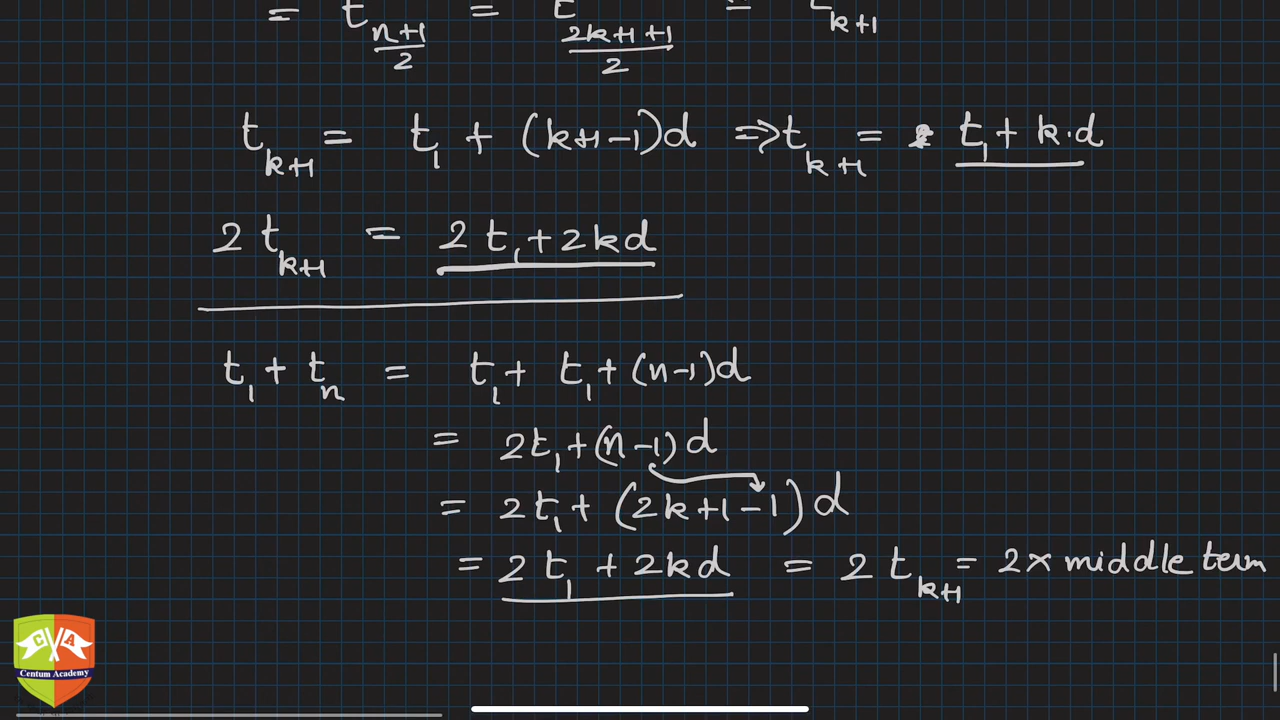 = t_{\frac{n+1}{2}} = t_{\frac{2k+1+1}{2}} = t_{k+1}
t_{k+1} = t_1 + (k+1-1)d ⇒ t_{k+1} = t_1 + k·d
2 t_{k+1} = 2 t_1 + 2kd
t_1 + t_n = t_1 + t_1 + (n-1)d
= 2t_1 + (n-1)d
= 2t_1 + (2k+1-1)d
= 2 t_1 + 2kd = 2 t_{k+1} = 2 × middle term
C A
Centum Academy